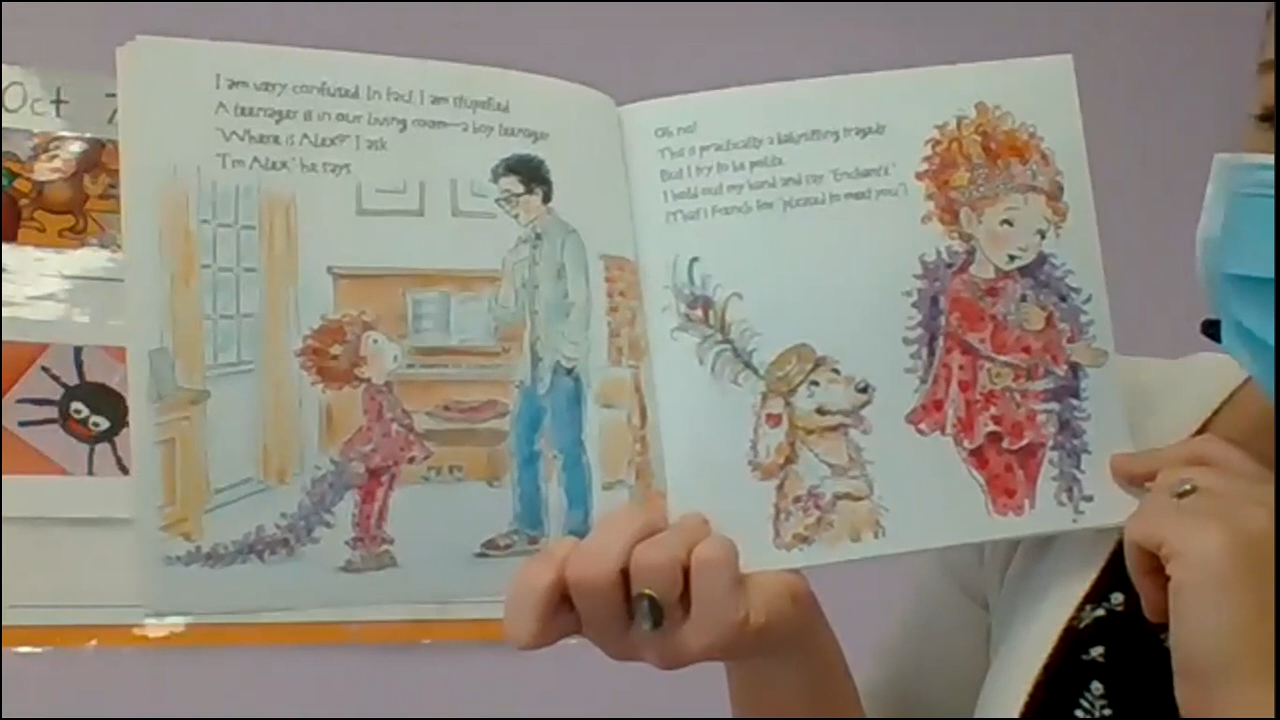 Oct 7
I am very confused. In fact, I am stupefied.
A teenager is in our living room—a boy teenager.
"Where is Alex?" I ask.
"I'm Alex," he says.
Oh no!
This is practically a babysitting tragedy.
But I try to be polite.
I hold out my hand and say "Enchanté."
(That's French for "pleased to meet you".)